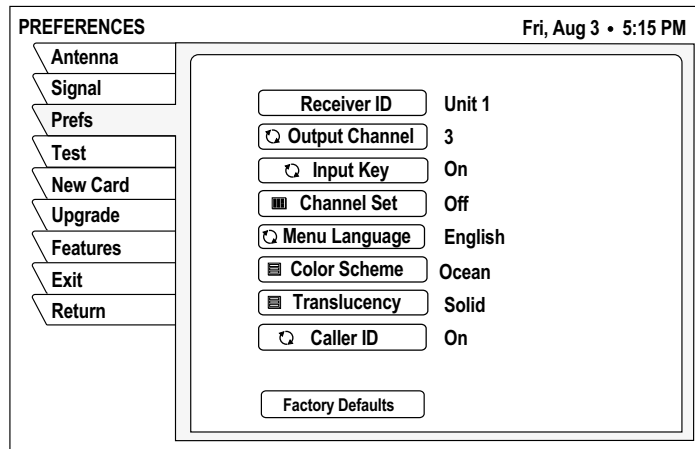 PREFERENCES
Fri, Aug 3 • 5:15 PM
Antenna
Signal
Prefs
Test
New Card
Upgrade
Features
Exit
Return
Receiver ID Unit 1
Output Channel 3
Input Key On
Channel Set Off
Menu Language English
Color Scheme Ocean
Translucency Solid
Caller ID On
Factory Defaults